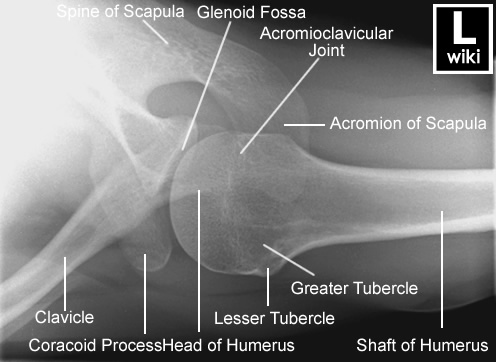 Spine of Scapula
Glenoid Fossa
Acromioclavicular
Joint
L
wiki
Acromion of Scapula
Greater Tubercle
Clavicle
Lesser Tubercle
Coracoid Process
Head of Humerus
Shaft of Humerus